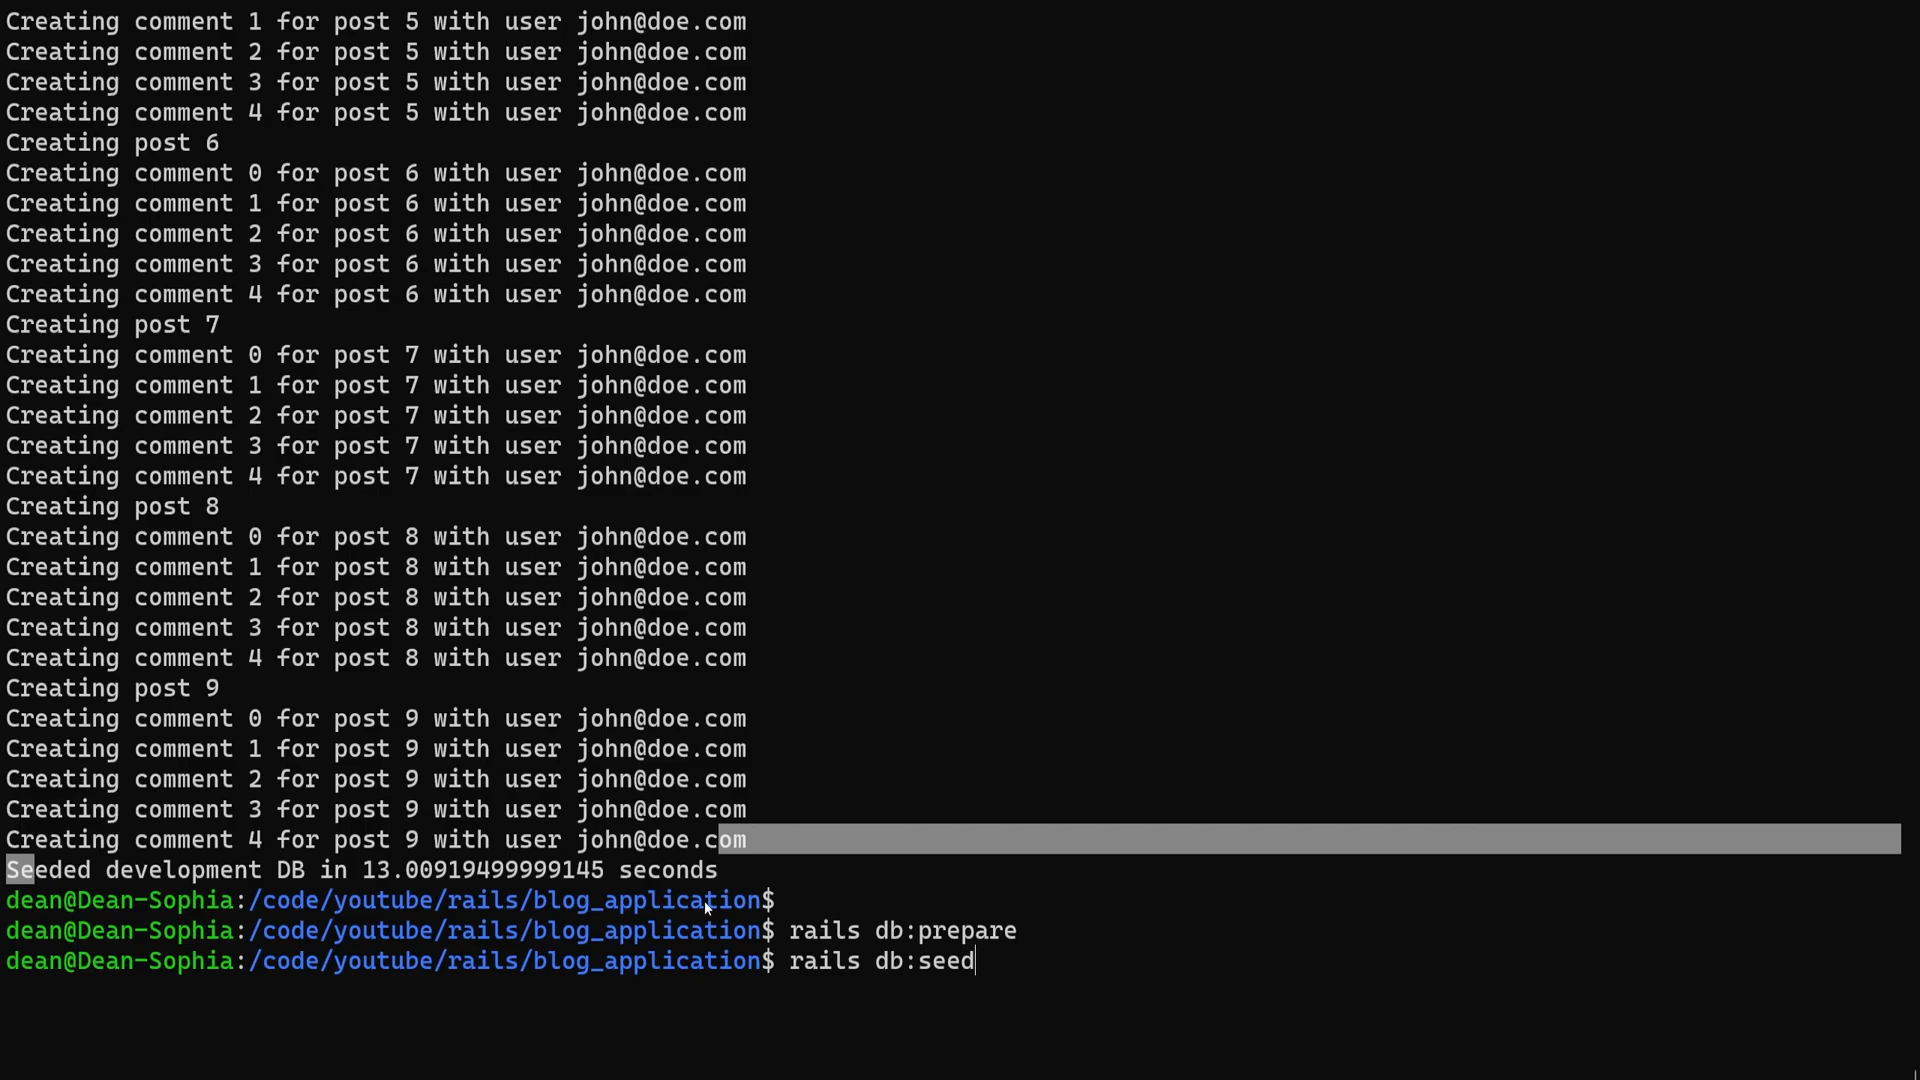 Creating comment 1 for post 5 with user john@doe.com
Creating comment 2 for post 5 with user john@doe.com
Creating comment 3 for post 5 with user john@doe.com
Creating comment 4 for post 5 with user john@doe.com
Creating post 6
Creating comment 0 for post 6 with user john@doe.com
Creating comment 1 for post 6 with user john@doe.com
Creating comment 2 for post 6 with user john@doe.com
Creating comment 3 for post 6 with user john@doe.com
Creating comment 4 for post 6 with user john@doe.com
Creating post 7
Creating comment 0 for post 7 with user john@doe.com
Creating comment 1 for post 7 with user john@doe.com
Creating comment 2 for post 7 with user john@doe.com
Creating comment 3 for post 7 with user john@doe.com
Creating comment 4 for post 7 with user john@doe.com
Creating post 8
Creating comment 0 for post 8 with user john@doe.com
Creating comment 1 for post 8 with user john@doe.com
Creating comment 2 for post 8 with user john@doe.com
Creating comment 3 for post 8 with user john@doe.com
Creating comment 4 for post 8 with user john@doe.com
Creating post 9
Creating comment 0 for post 9 with user john@doe.com
Creating comment 1 for post 9 with user john@doe.com
Creating comment 2 for post 9 with user john@doe.com
Creating comment 3 for post 9 with user john@doe.com
Creating comment 4 for post 9 with user john@doe.com
Seeded development DB in 13.00919499999145 seconds
dean@Dean-Sophia:/code/youtube/rails/blog_application$
dean@Dean-Sophia:/code/youtube/rails/blog_application$ rails db:prepare
dean@Dean-Sophia:/code/youtube/rails/blog_application$ rails db:seed